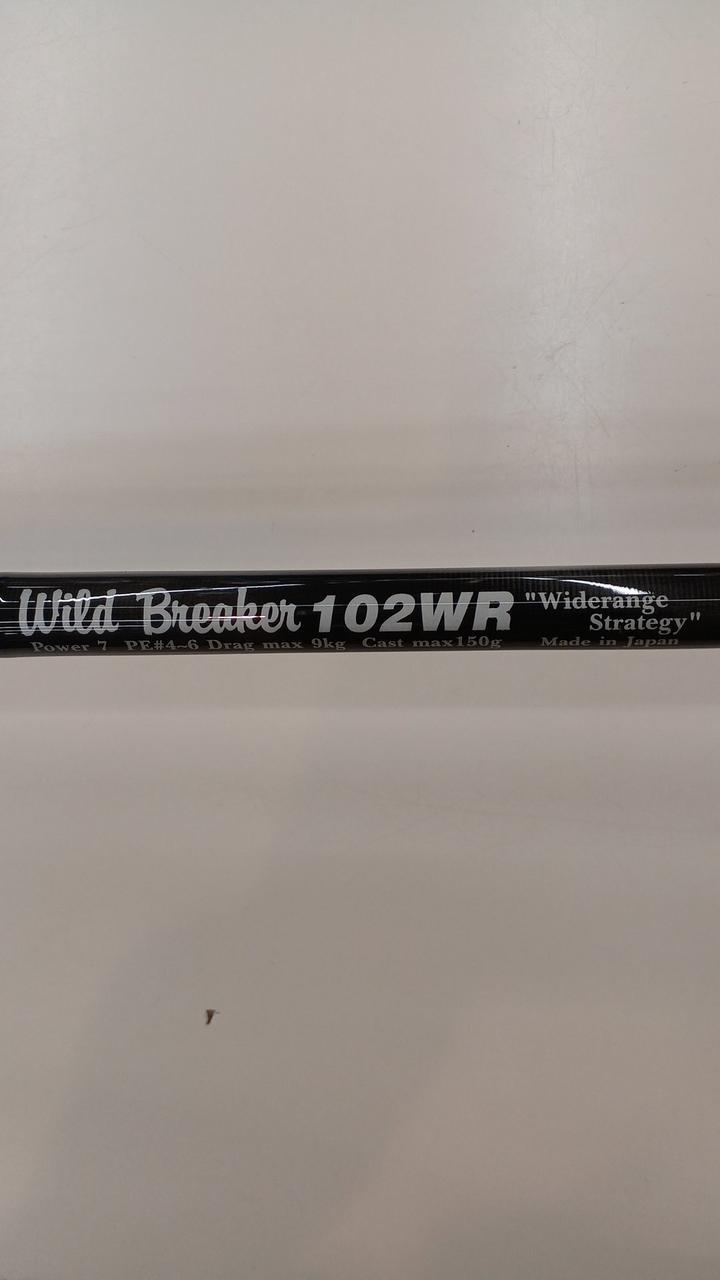 Wild Breaker 102WR "Widerange
Strategy"
Power 7 PE#4~6 Drag max 9kg Cast max150g Made in Japan